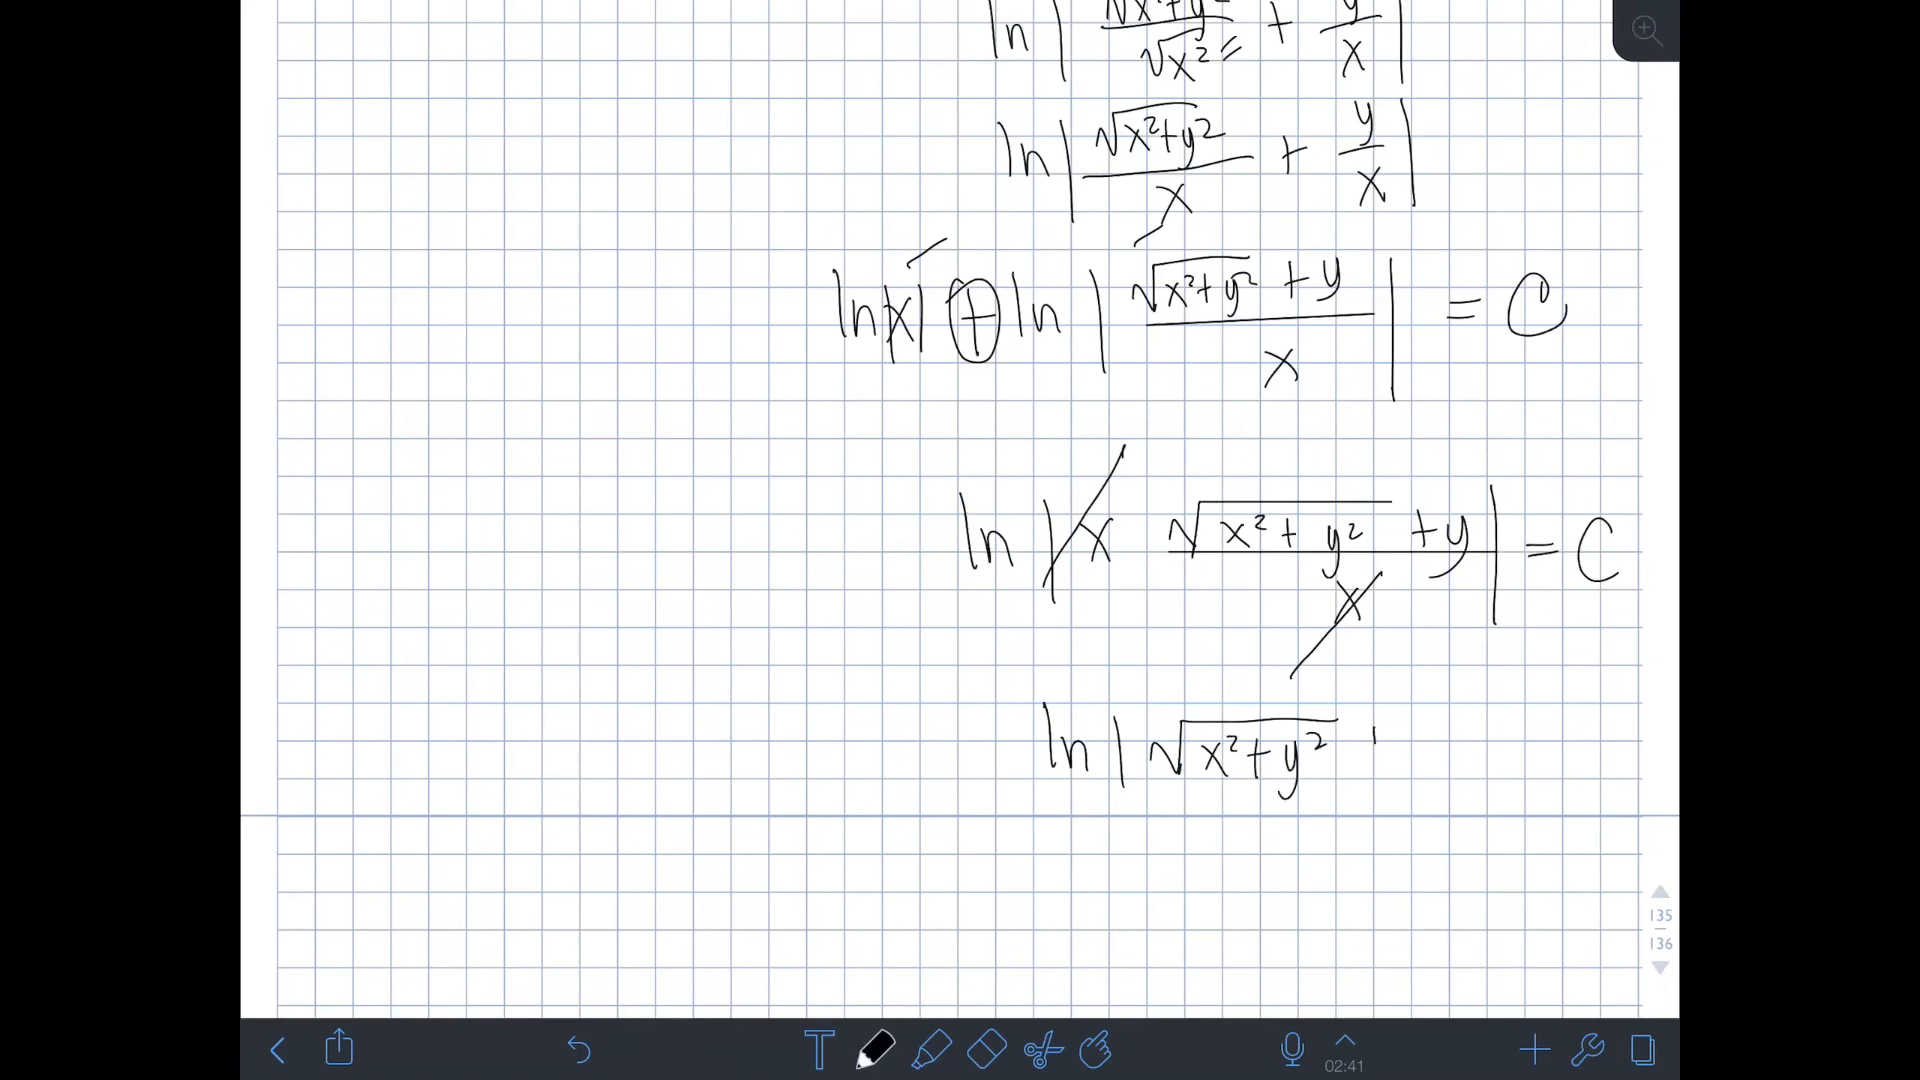 ln | √x²+y² / √x² + y/x |
ln | √x²+y² / x + y/x |
ln|x| + ln | √x²+y² + y / x | = C
ln | x √x²+y² + y / x | = C
ln | √x²+y²
135
136
T
02:41